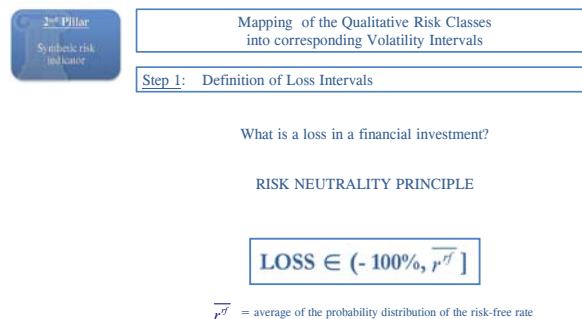 2nd Pillar
Synthetic risk
indicator
Mapping of the Qualitative Risk Classes
into corresponding Volatility Intervals
Step 1: Definition of Loss Intervals
What is a loss in a financial investment?
RISK NEUTRALITY PRINCIPLE
LOSS ∈ (- 100%, r̅ʳᶠ ]
r̅ʳᶠ = average of the probability distribution of the risk-free rate